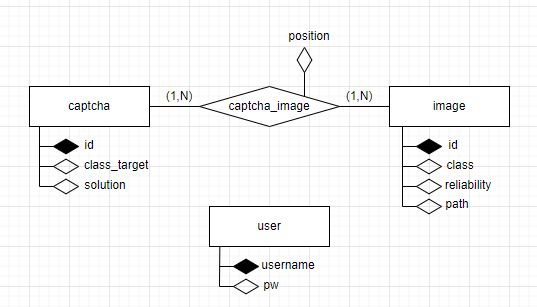 position
captcha
(1,N)
captcha_image
(1,N)
image
id
class_target
solution
id
class
reliability
path
user
username
pw